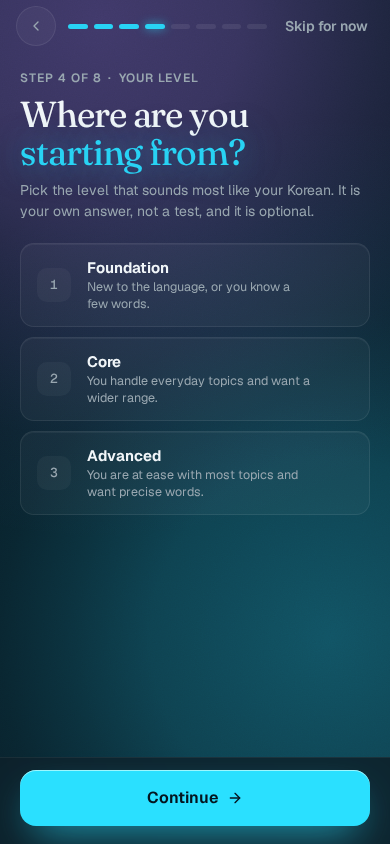 Skip for now
STEP 4 OF 8 · YOUR LEVEL
Where are you
starting from?
Pick the level that sounds most like your Korean. It is
your own answer, not a test, and it is optional.
1
Foundation
New to the language, or you know a
few words.
2
Core
You handle everyday topics and want a
wider range.
3
Advanced
You are at ease with most topics and
want precise words.
Continue →